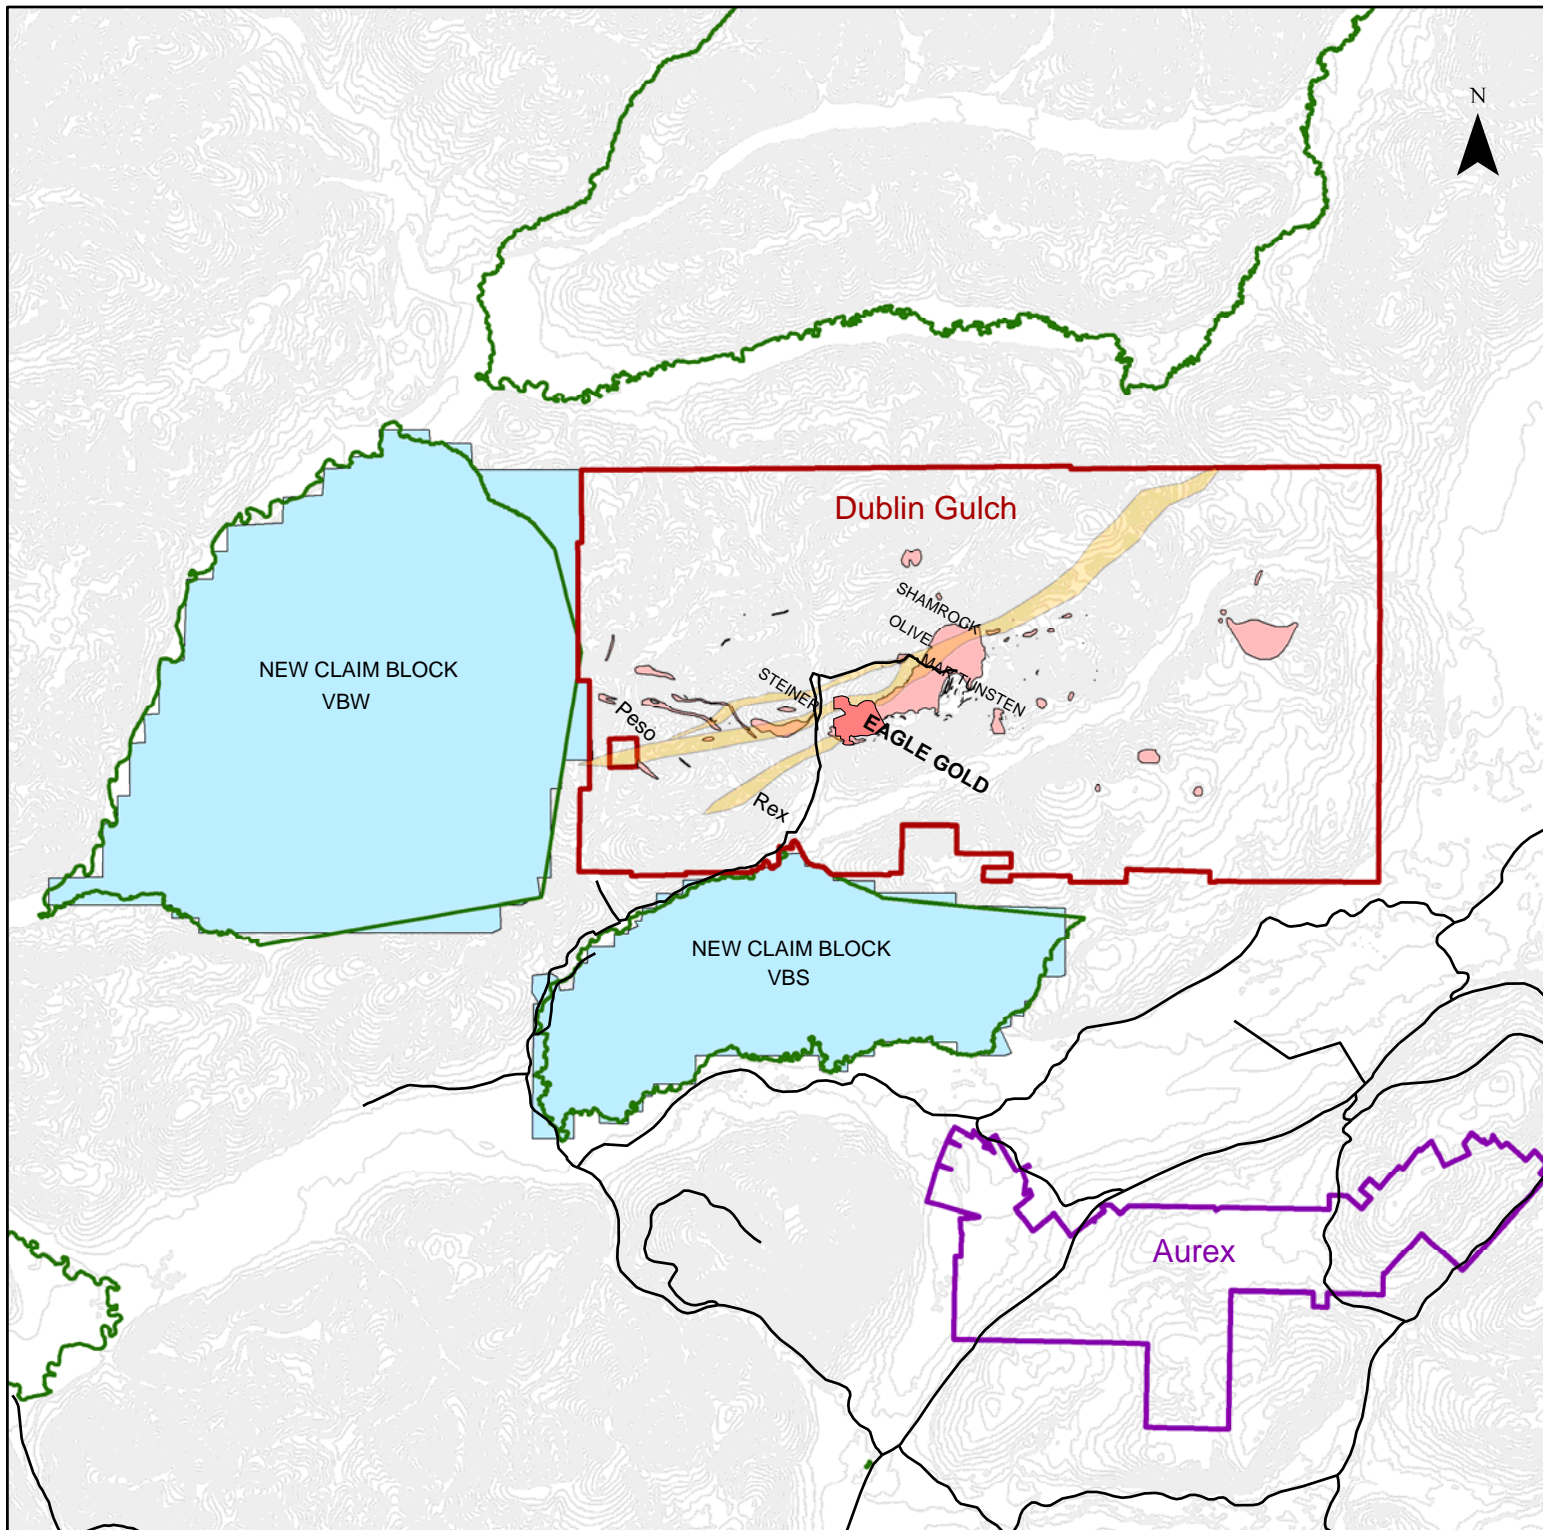 N
Dublin Gulch
SHAMROCK
OLIVE
MAR TUNSTEN
STEINER
NEW CLAIM BLOCK
VBW
Peso
EAGLE GOLD
Rex
NEW CLAIM BLOCK
VBS
Aurex